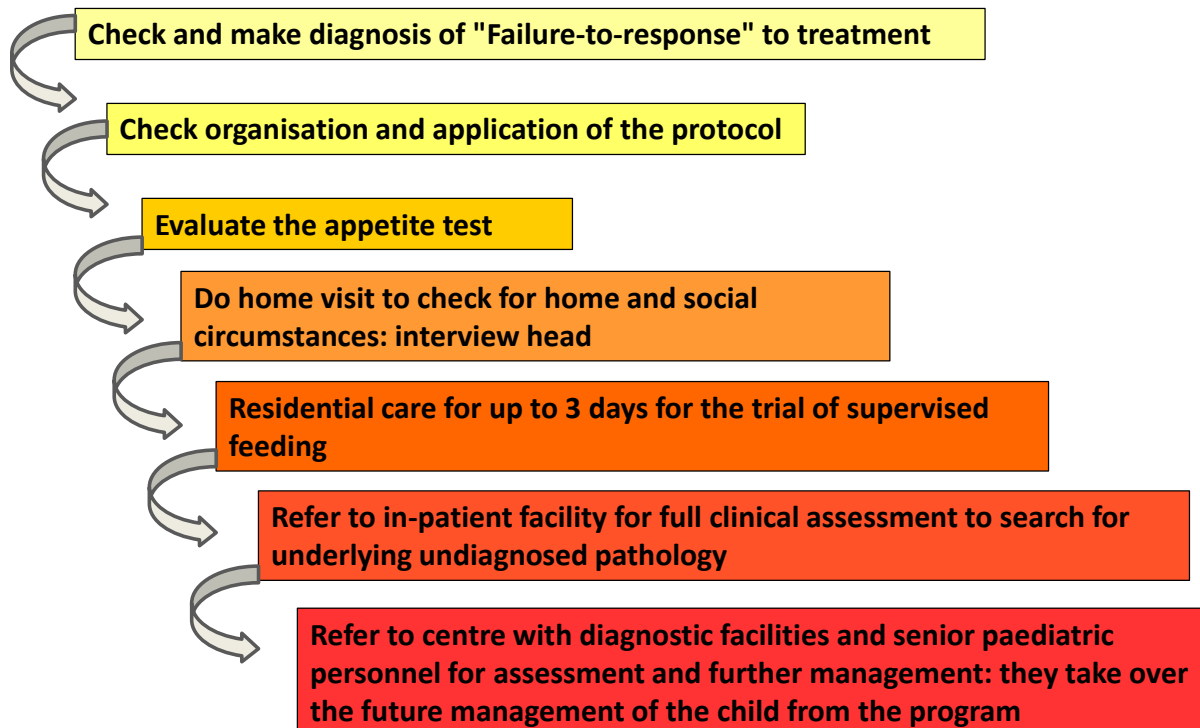 Check and make diagnosis of "Failure-to-response" to treatment
Check organisation and application of the protocol
Evaluate the appetite test
Do home visit to check for home and social
circumstances: interview head
Residential care for up to 3 days for the trial of supervised
feeding
Refer to in-patient facility for full clinical assessment to search for
underlying undiagnosed pathology
Refer to centre with diagnostic facilities and senior paediatric
personnel for assessment and further management: they take over
the future management of the child from the program